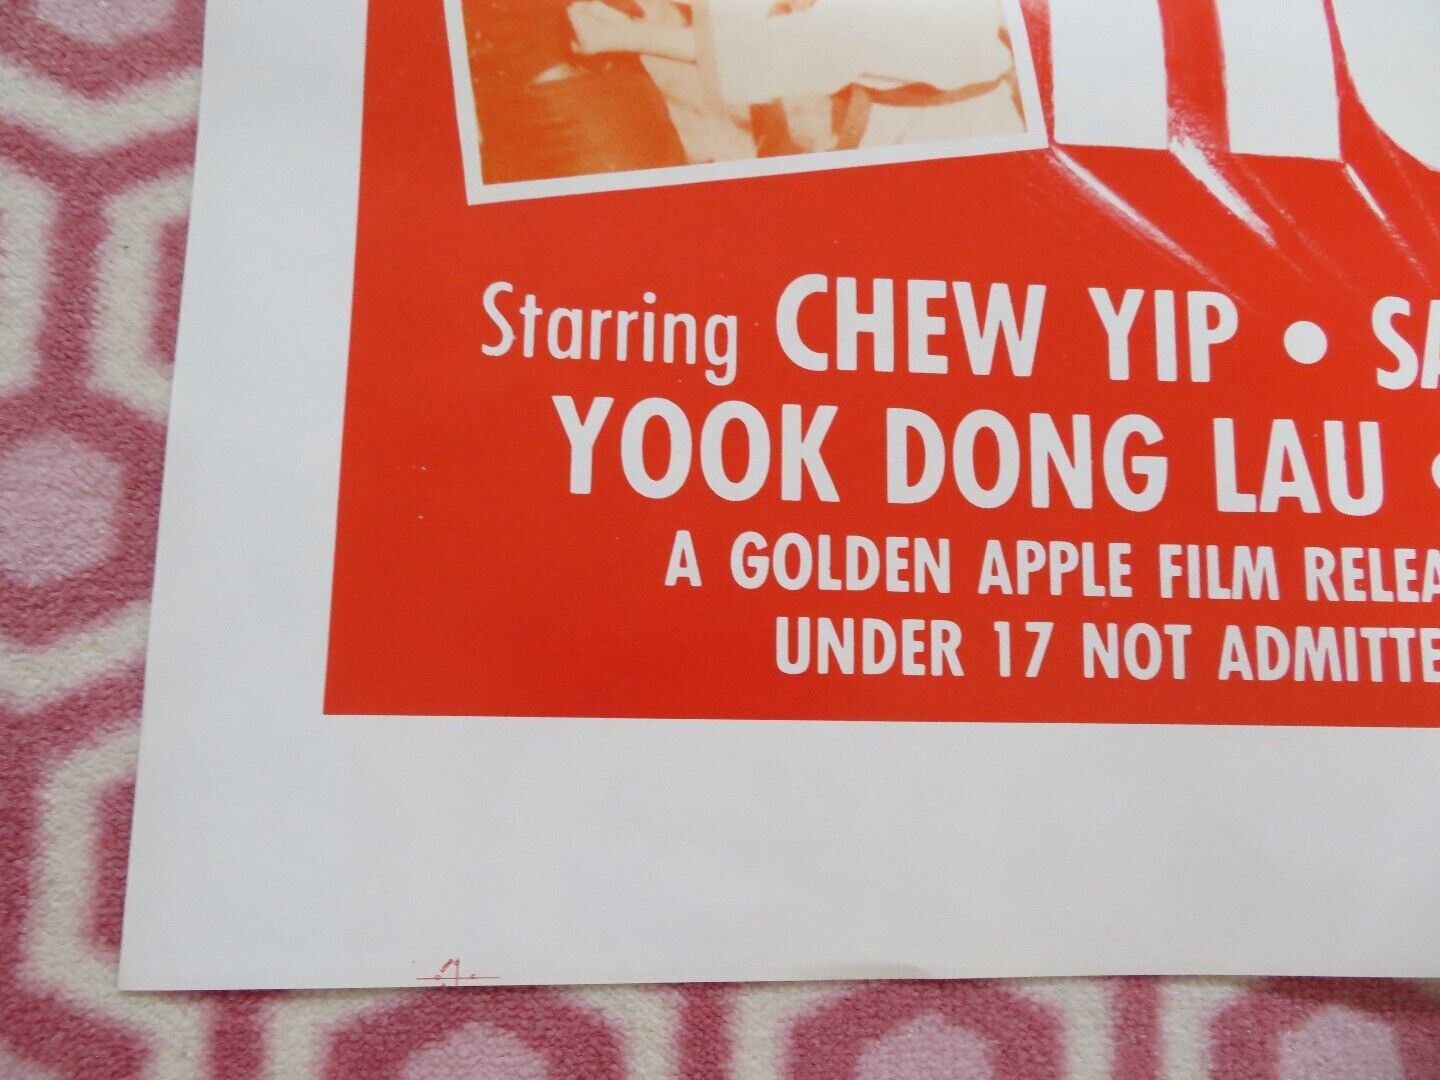 Starring CHEW YIP • SA
YOOK DONG LAU •
A GOLDEN APPLE FILM RELEA
UNDER 17 NOT ADMITTE